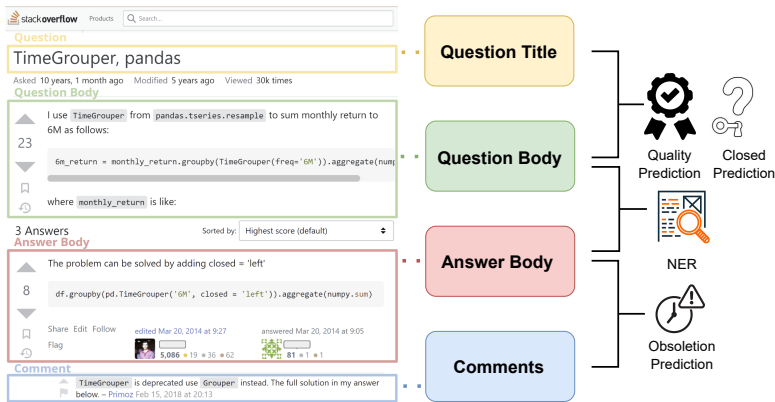 stackoverflow Products Search...
Question
TimeGrouper, pandas
Asked 10 years, 1 month ago Modified 5 years ago Viewed 30k times
Question Body
I use TimeGrouper from pandas.tseries.resample to sum monthly return to
6M as follows:
23
6m_return = monthly_return.groupby(TimeGrouper(freq='6M')).aggregate(nump
where monthly_return is like:
3 Answers
Sorted by: Highest score (default)
Answer Body
The problem can be solved by adding closed = 'left'
8
df.groupby(pd.TimeGrouper('6M', closed = 'left')).aggregate(numpy.sum)
Share Edit Follow
Flag
edited Mar 20, 2014 at 9:27
5,086 19 36 62
answered Mar 20, 2014 at 9:05
81 1 1
Comment
TimeGrouper is deprecated use Grouper instead. The full solution in my answer
below. – Primoz Feb 15, 2018 at 20:13
Question Title
Question Body
Answer Body
Comments
Quality
Prediction
Closed
Prediction
NER
Obsoletion
Prediction